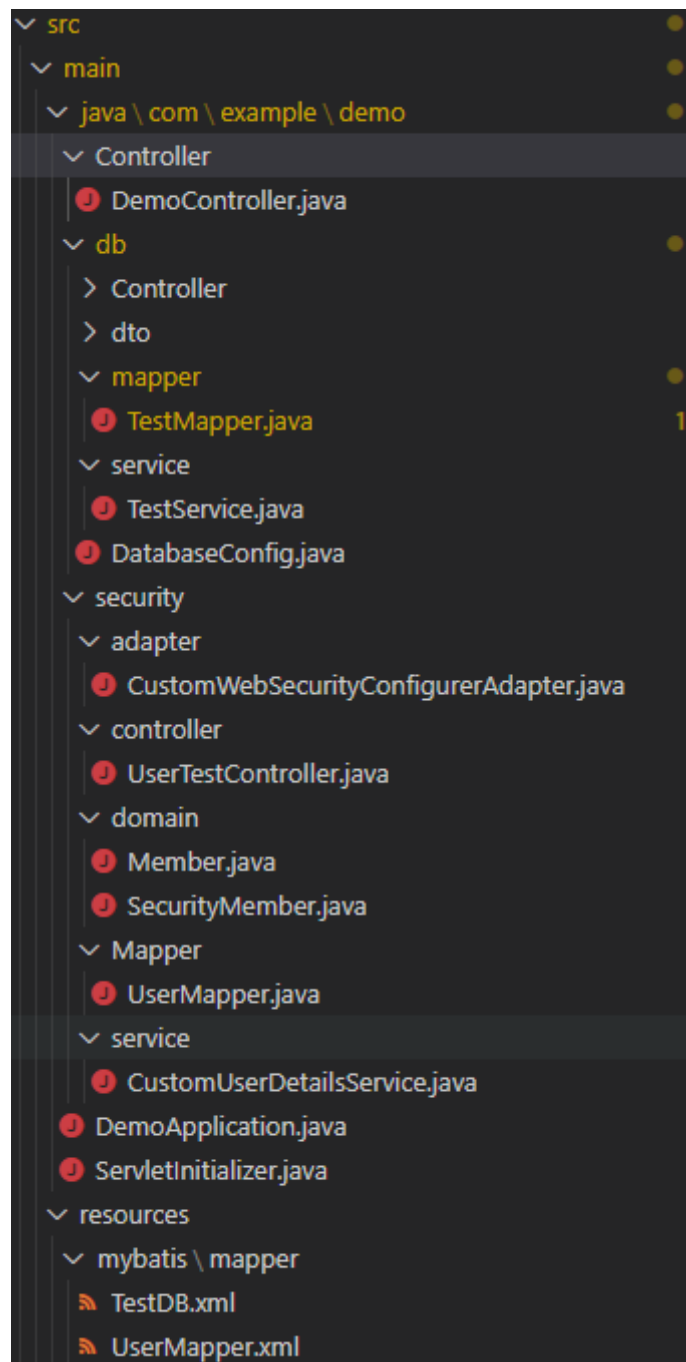 src
main
java \ com \ example \ demo
Controller
J DemoController.java
db
Controller
dto
mapper
J TestMapper.java 1
service
J TestService.java
J DatabaseConfig.java
security
adapter
J CustomWebSecurityConfigurerAdapter.java
controller
J UserTestController.java
domain
J Member.java
J SecurityMember.java
Mapper
J UserMapper.java
service
J CustomUserDetailsService.java
J DemoApplication.java
J ServletInitializer.java
resources
mybatis \ mapper
TestDB.xml
UserMapper.xml